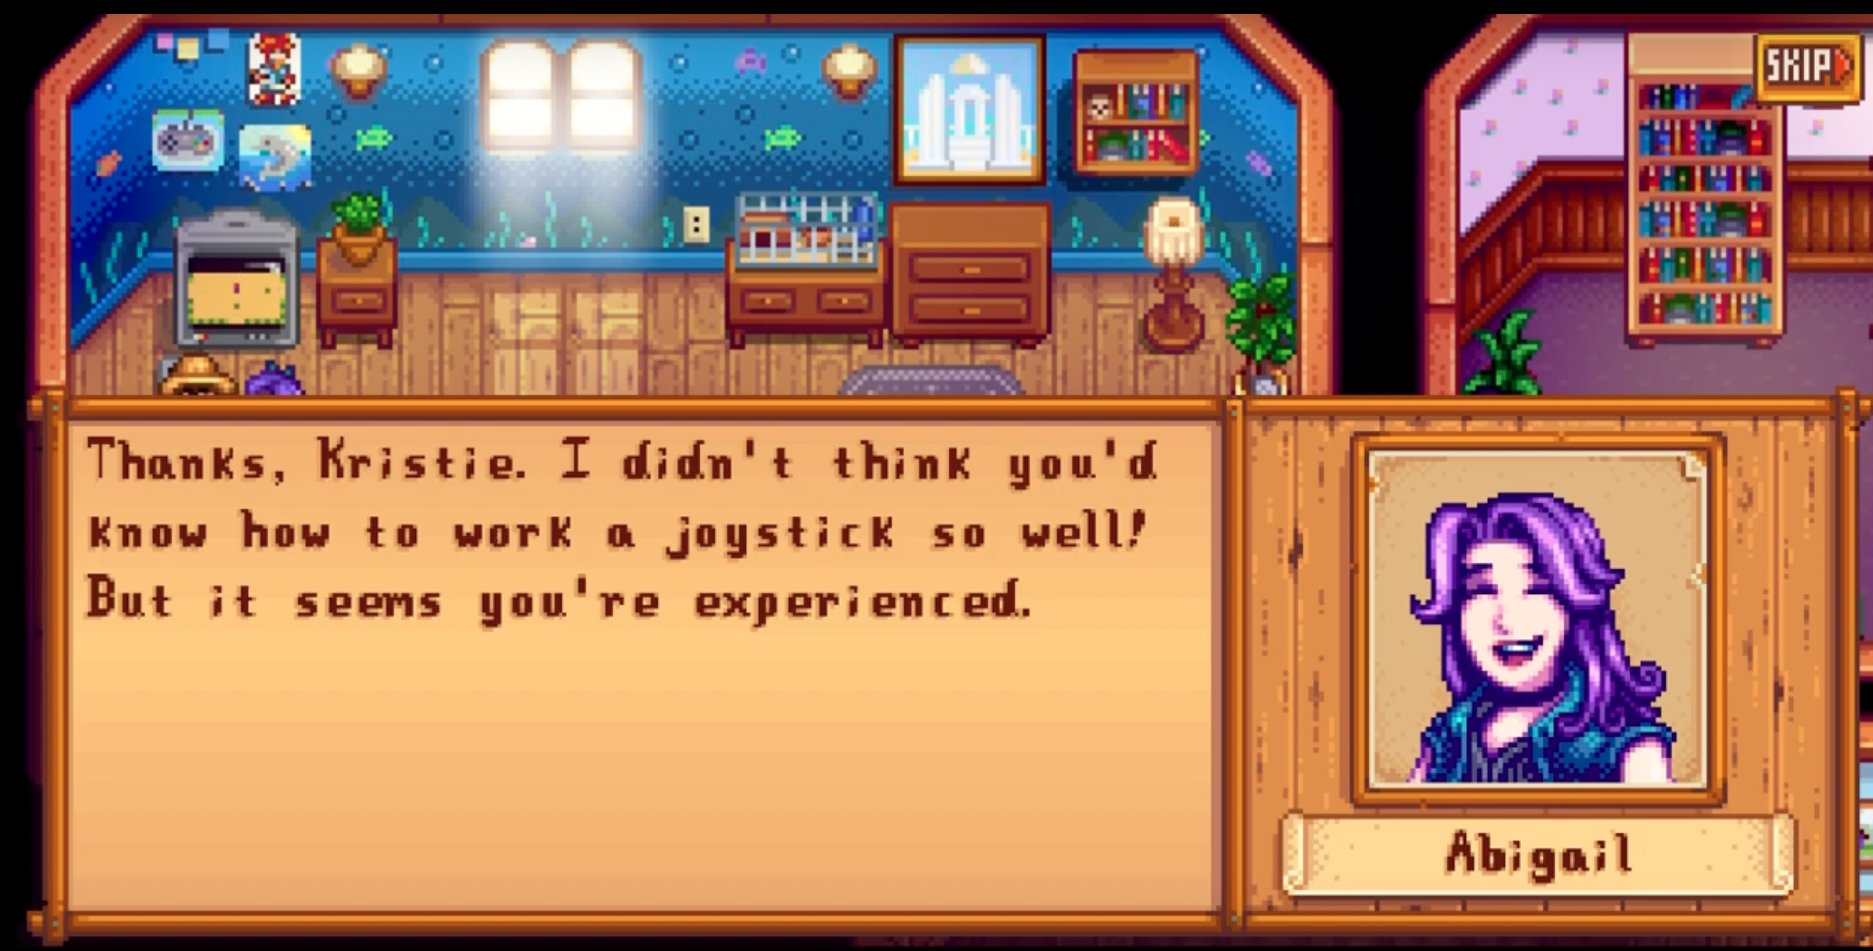 SKIP
Thanks, Kristie. I didn't think you'd
know how to work a joystick so well!
But it seems you're experienced.
Abigail